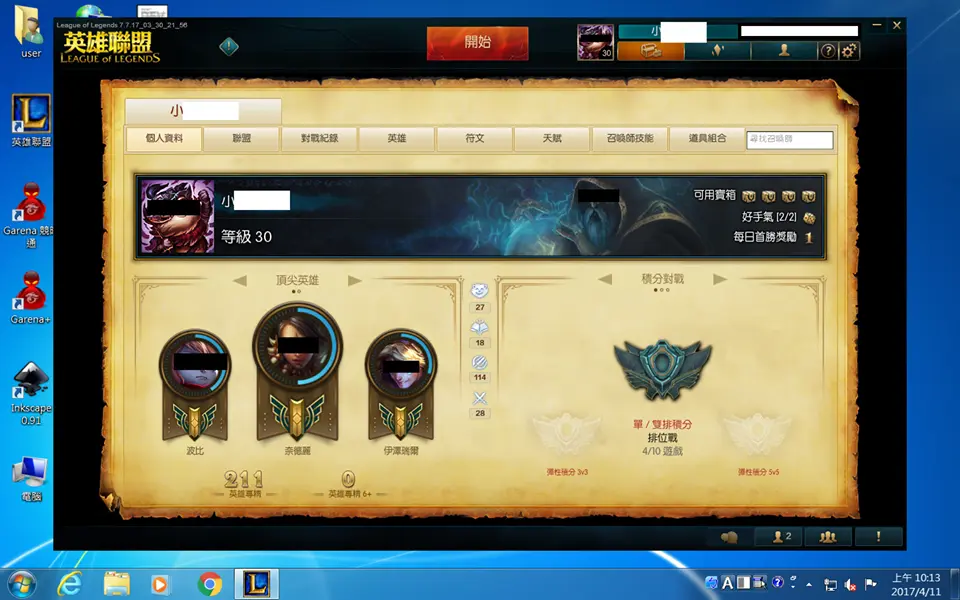 League of Legends 7.7.17_03_30_21_56
英雄聯盟
LEAGUE of LEGENDS
開始
30
小
小
個人資料
聯盟
對戰紀錄
英雄
符文
天賦
召喚師技能
道具組合
尋找召喚師
小
等級 30
可用寶箱
好手氣 [2/2]
每日首勝獎勵 1
頂尖英雄
積分對戰
27
18
114
28
波比
奈德麗
伊澤瑞爾
211
英雄專精
0
英雄專精 6+
單 / 雙排積分
排位戰
4/10 遊戲
彈性積分 3v3
彈性積分 5v5
2
user
英雄聯盟
Garena 競時
通
Garena+
Inkscape
0.91
電腦
上午 10:13
2017/4/11